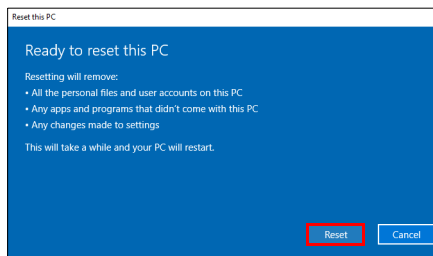 Reset this PC
Ready to reset this PC
Resetting will remove:
• All the personal files and user accounts on this PC
• Any apps and programs that didn't come with this PC
• Any changes made to settings
This will take a while and your PC will restart.
Reset Cancel